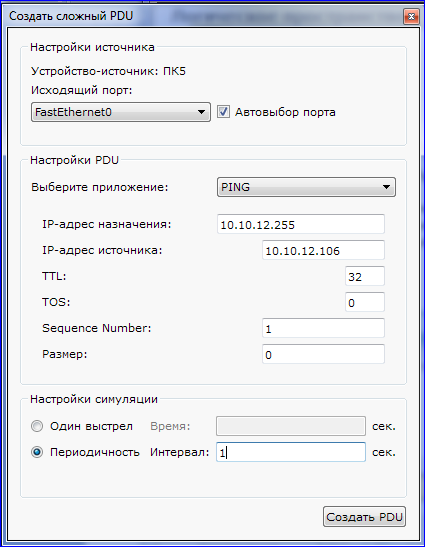 Создать сложный PDU
Настройки источника
Устройство-источник: ПК5
Исходящий порт:
FastEthernet0 Автовыбор порта
Настройки PDU
Выберите приложение: PING
IP-адрес назначения: 10.10.12.255
IP-адрес источника: 10.10.12.106
TTL: 32
TOS: 0
Sequence Number: 1
Размер: 0
Настройки симуляции
Один выстрел Время: сек.
Периодичность Интервал: 1 сек.
Создать PDU